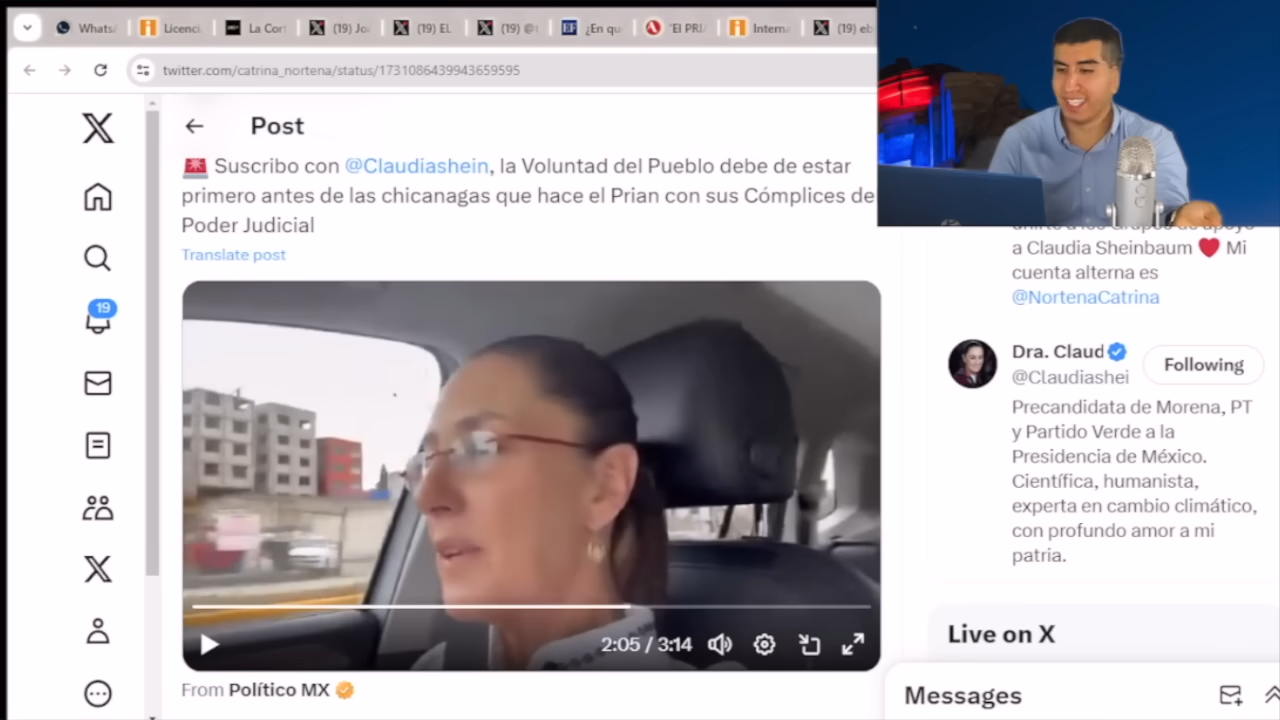 Whats
Licenci
La Cor
(19) Jo
(19) EL
(19) @
¿En qu
"El PRI
Interna
(19) eb
twitter.com/catrina_nortena/status/1731086439943659595
Post
Suscribo con @Claudiashein, la Voluntad del Pueblo debe de estar
primero antes de las chicanagas que hace el Prian con sus Cómplices de
Poder Judicial
Translate post
2:05 / 3:14
From Político MX
19
a Claudia Sheinbaum ❤ Mi
cuenta alterna es
@NortenaCatrina
Dra. Claud
@Claudiashei
Following
Precandidata de Morena, PT
y Partido Verde a la
Presidencia de México.
Científica, humanista,
experta en cambio climático,
con profundo amor a mi
patria.
Live on X
Messages